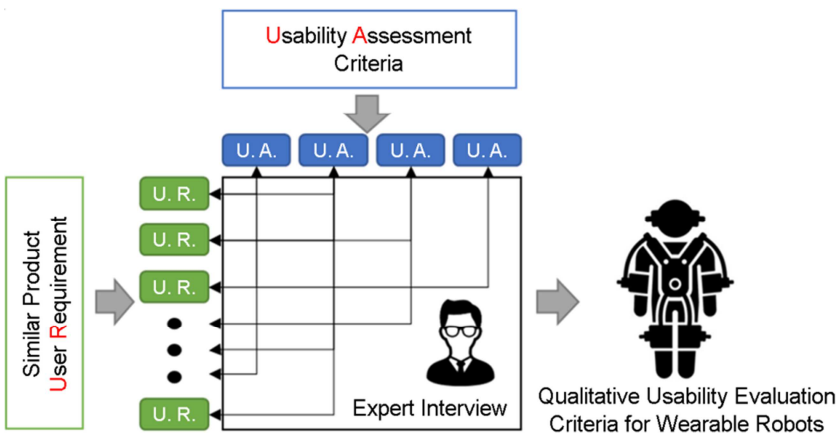 Usability Assessment
Criteria
U. A.
U. A.
U. A.
U. A.
Similar Product
User Requirement
U. R.
U. R.
U. R.
U. R.
Expert Interview
Qualitative Usability Evaluation
Criteria for Wearable Robots